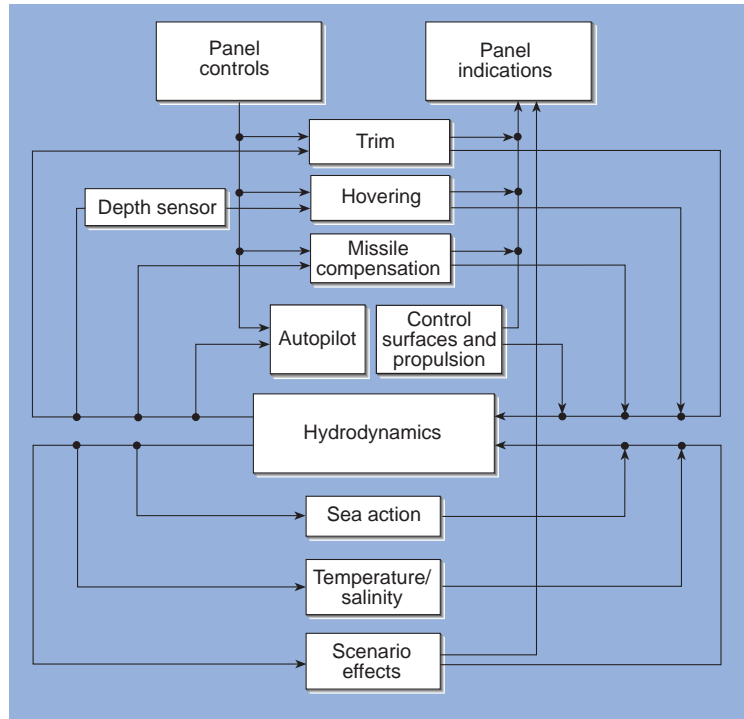 Panel
controls
Panel
indications
Trim
Depth sensor
Hovering
Missile
compensation
Autopilot
Control
surfaces and
propulsion
Hydrodynamics
Sea action
Temperature/
salinity
Scenario
effects